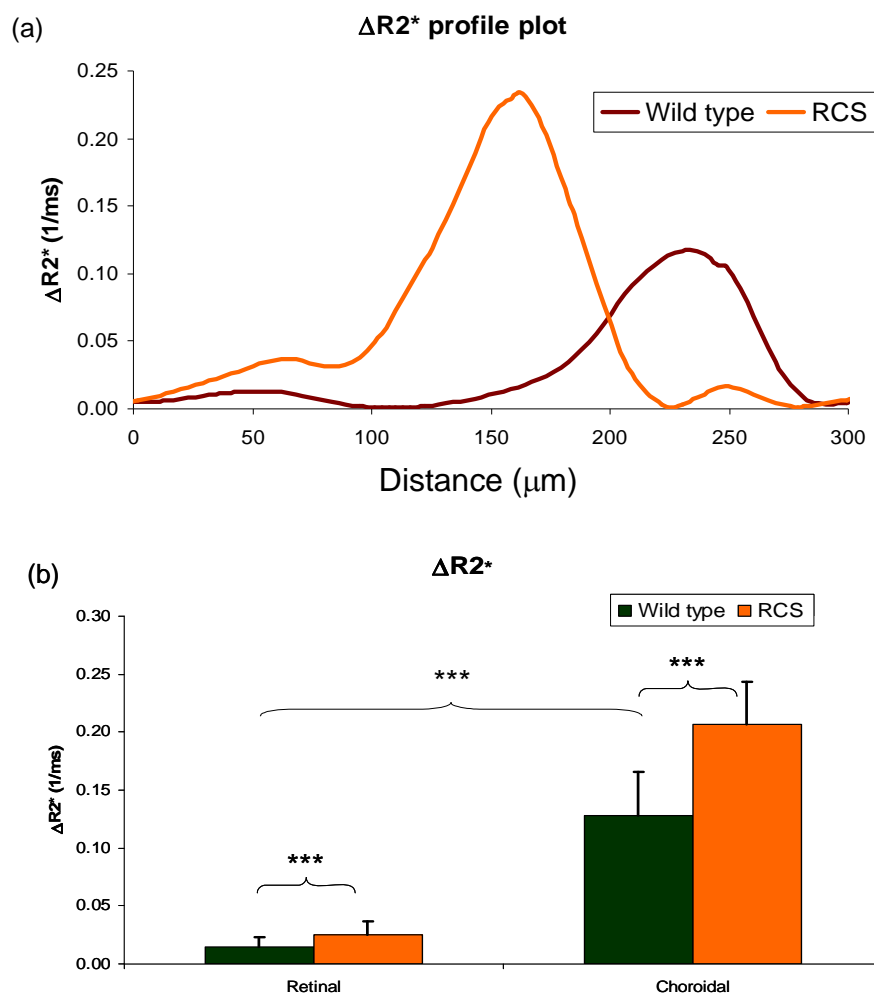 (a)
ΔR2* profile plot
0.25
0.20
0.15
0.10
0.05
0.00
ΔR2* (1/ms)
Wild type RCS
0 50 100 150 200 250 300
Distance (μm)
(b)
ΔR2*
0.30
0.25
0.20
0.15
0.10
0.05
0.00
ΔR2* (1/ms)
Wild type RCS
***
***
***
Retinal Choroidal